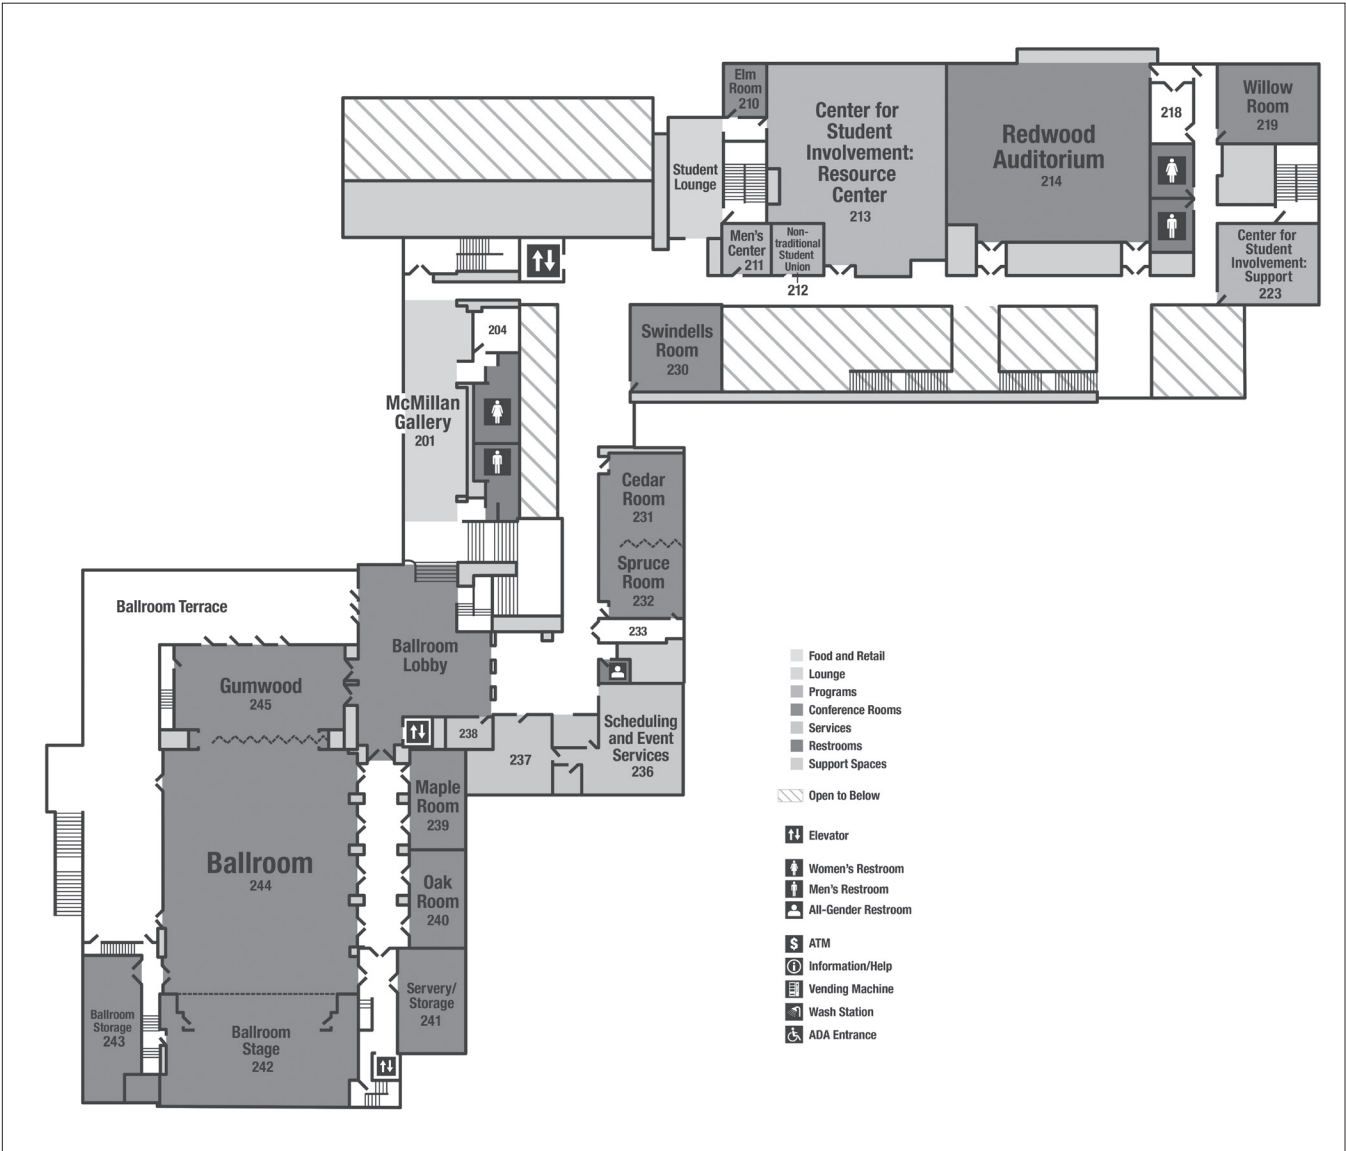 Elm
Room
210
Center for
Student
Involvement:
Resource
Center
213
Redwood
Auditorium
214
218
Willow
Room
219
Student
Lounge
Men's
Center
211
Non-
traditional
Student
Union
212
Center for
Student
Involvement:
Support
223
204
Swindells
Room
230
McMillan
Gallery
201
Cedar
Room
231
Spruce
Room
232
233
Ballroom Terrace
Ballroom
Lobby
Gumwood
245
238
237
Scheduling
and Event
Services
236
Maple
Room
239
Ballroom
244
Oak
Room
240
Servery/
Storage
241
Ballroom
Storage
243
Ballroom
Stage
242
Food and Retail
Lounge
Programs
Conference Rooms
Services
Restrooms
Support Spaces
Open to Below
Elevator
Women's Restroom
Men's Restroom
All-Gender Restroom
$ ATM
Information/Help
Vending Machine
Wash Station
ADA Entrance